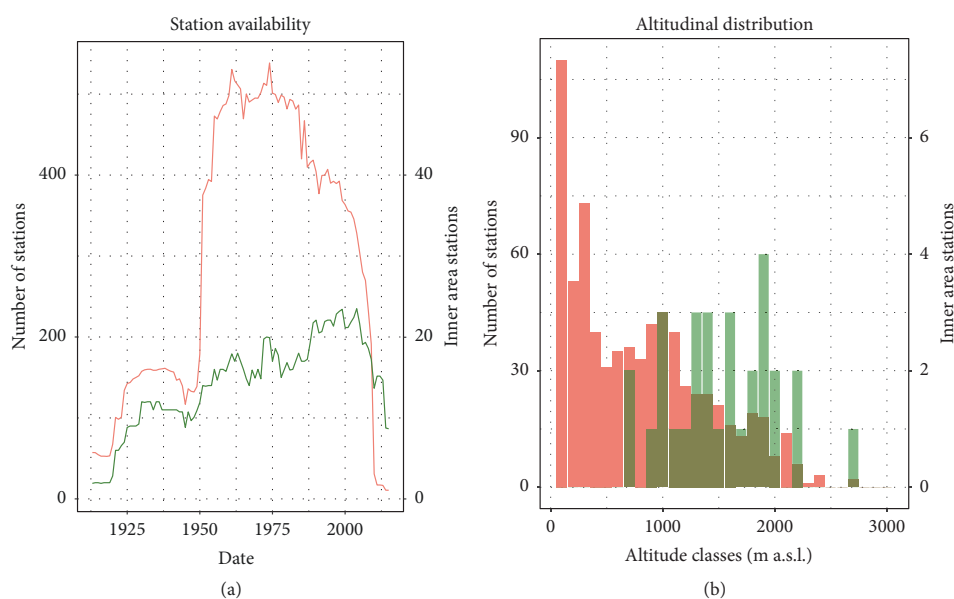 Station availability
Number of stations
400
200
0
40
20
0
Inner area stations
1925 1950 1975 2000
Date
(a)
Altitudinal distribution
Number of stations
90
60
30
0
6
4
2
0
Inner area stations
0 1000 2000 3000
Altitude classes (m a.s.l.)
(b)